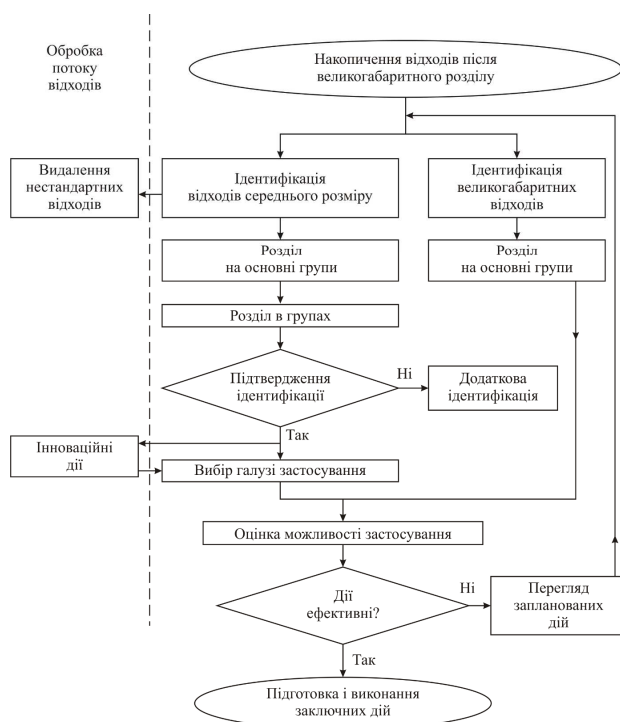 Обробка
потоку
відходів
Накопичення відходів після
великогабаритного розділу
Видалення
нестандартних
відходів
Ідентифікація
відходів середнього розміру
Ідентифікація
великогабаритних
відходів
Розділ
на основні групи
Розділ
на основні групи
Розділ в групах
Підтвердження
ідентифікації
Ні
Додаткова
ідентифікація
Так
Інноваційні
дії
Вибір галузі застосування
Оцінка можливості застосування
Дії
ефективні?
Ні
Перегляд
запланованих
дій
Так
Підготовка і виконання
заключних дій